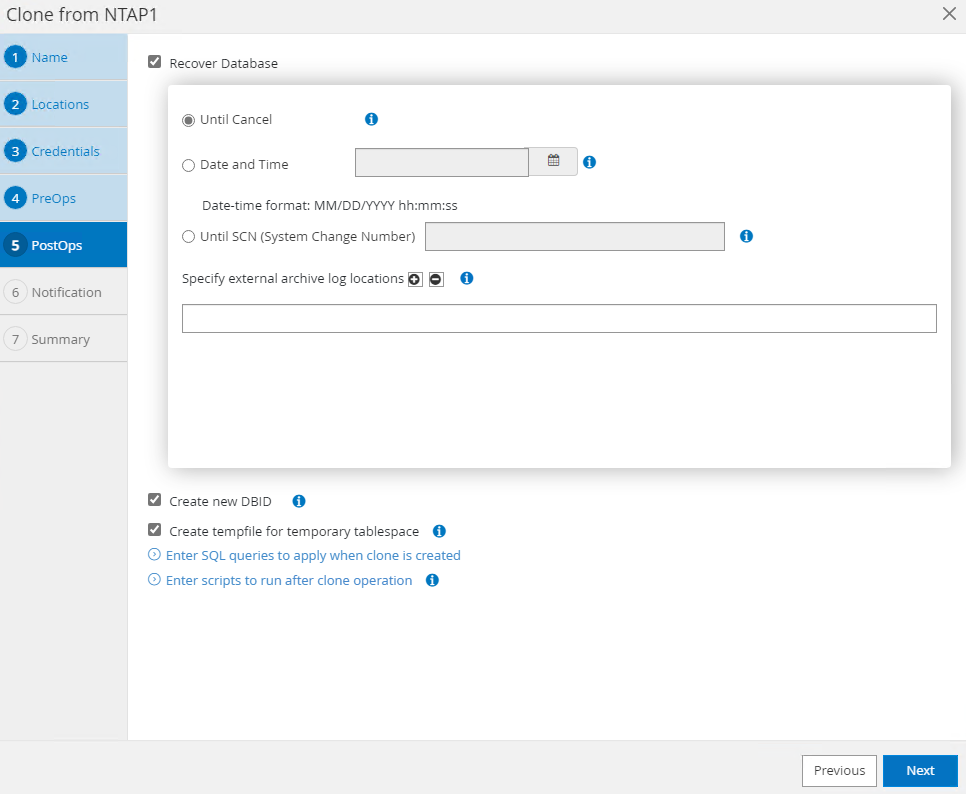 Clone from NTAP1
1 Name
2 Locations
3 Credentials
4 PreOps
5 PostOps
6 Notification
7 Summary
Recover Database
Until Cancel
Date and Time
Date-time format: MM/DD/YYYY hh:mm:ss
Until SCN (System Change Number)
Specify external archive log locations
Create new DBID
Create tempfile for temporary tablespace
Enter SQL queries to apply when clone is created
Enter scripts to run after clone operation
Previous
Next